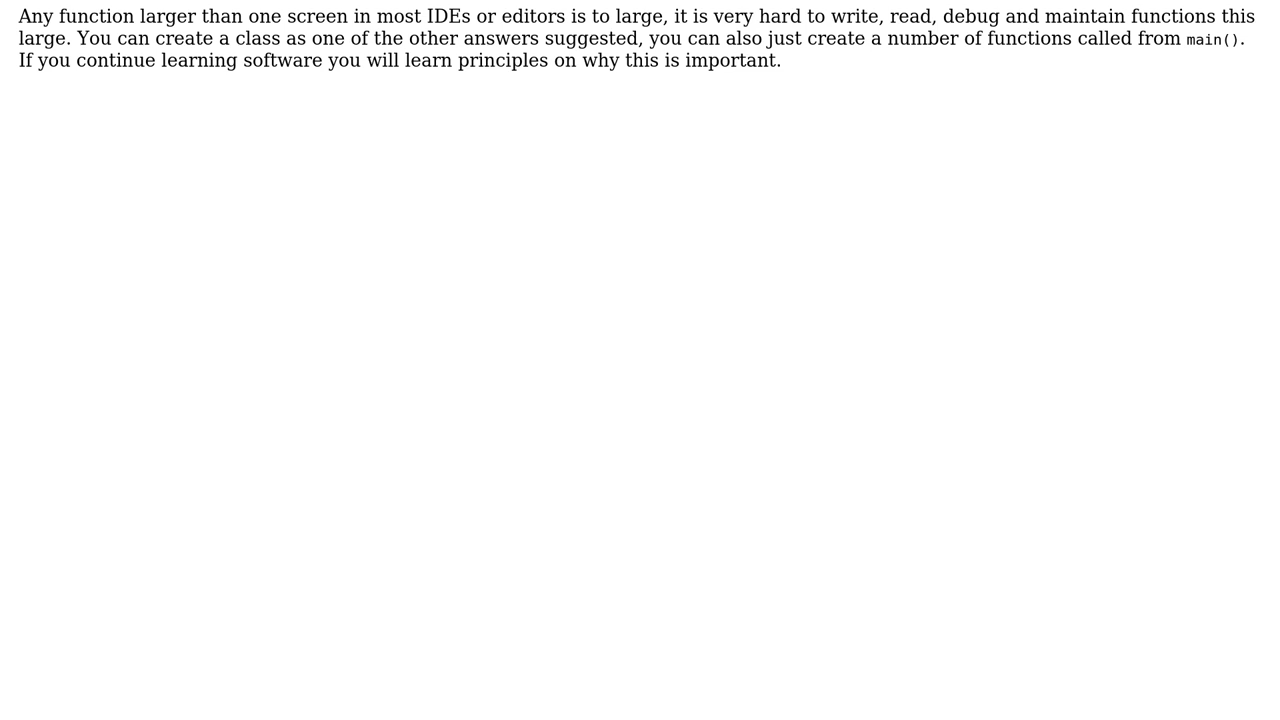 Any function larger than one screen in most IDEs or editors is to large, it is very hard to write, read, debug and maintain functions this
large. You can create a class as one of the other answers suggested, you can also just create a number of functions called from main().
If you continue learning software you will learn principles on why this is important.